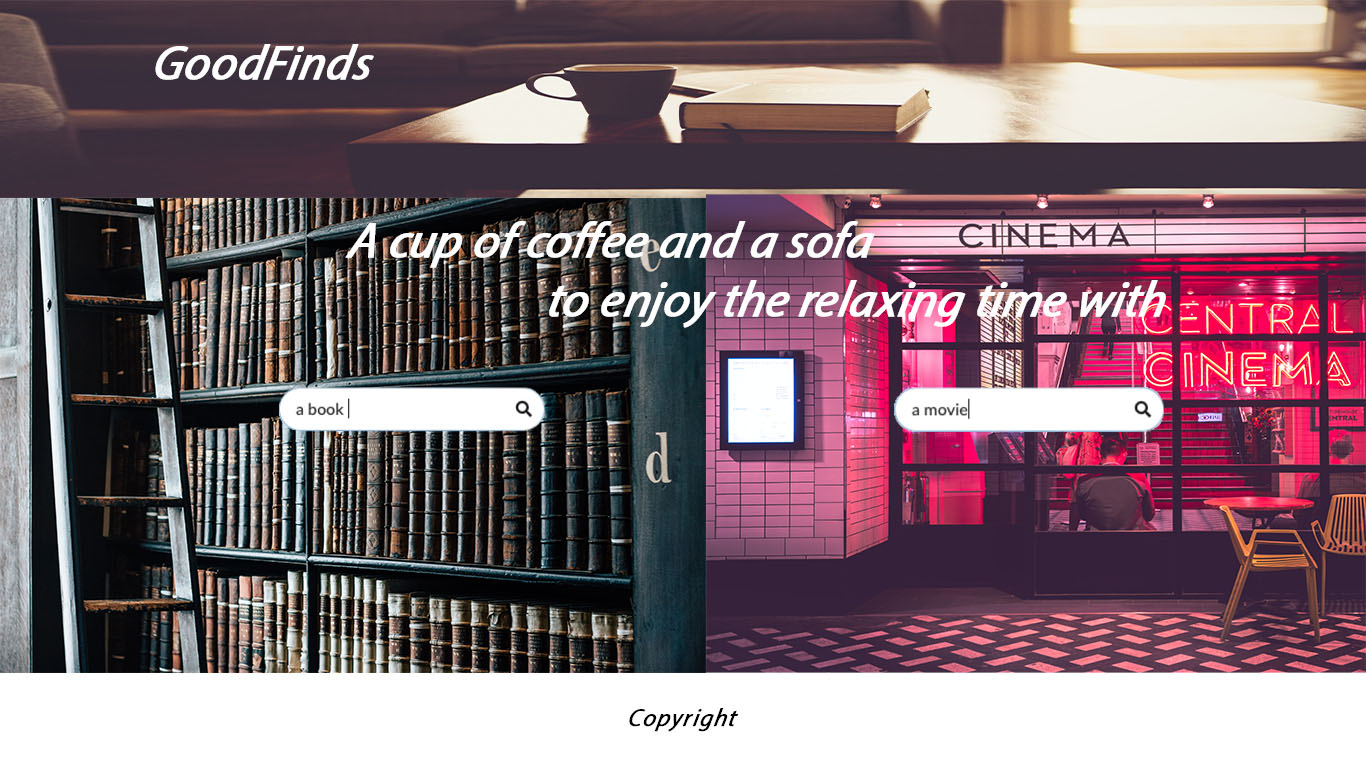 GoodFinds
A cup of coffee and a sofa
to enjoy the relaxing time with
CINEMA
CENTRAL
CINEMA
a book
a movie
e
d
Copyright